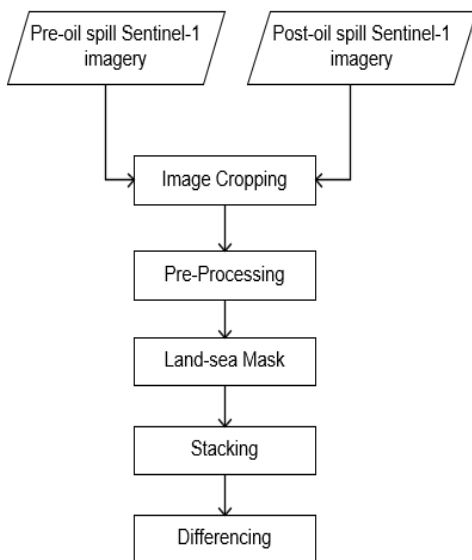 Pre-oil spill Sentinel-1
imagery
Post-oil spill Sentinel-1
imagery
Image Cropping
Pre-Processing
Land-sea Mask
Stacking
Differencing